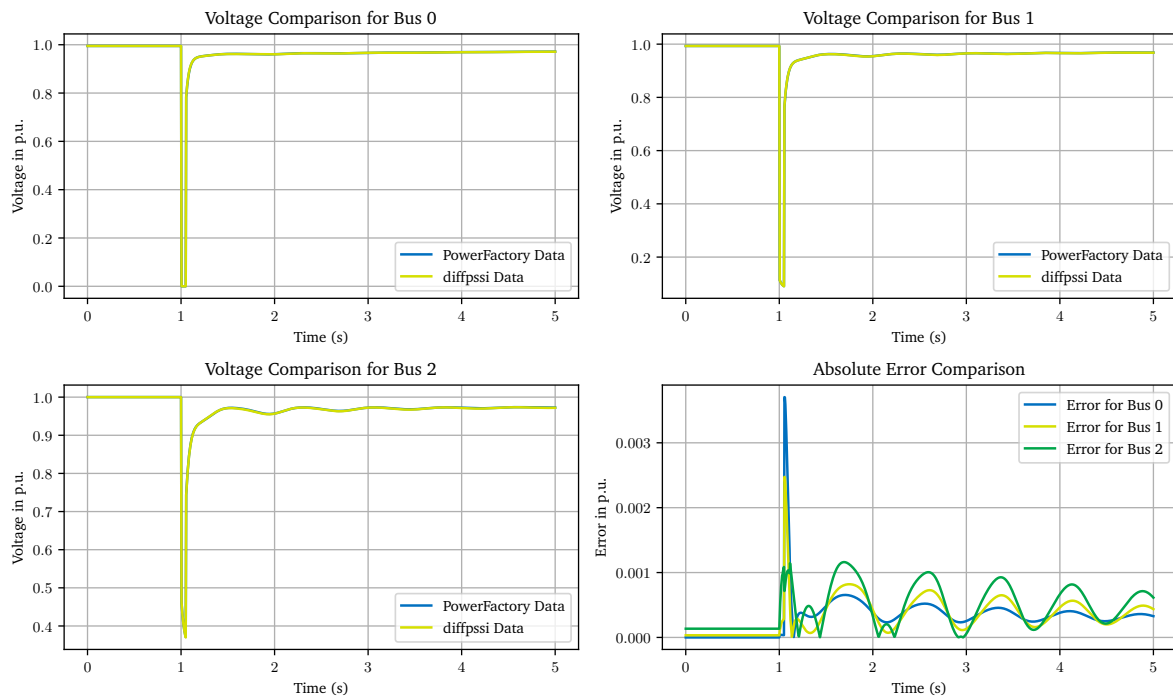 Voltage Comparison for Bus 0
Voltage in p.u.
1.0
0.8
0.6
0.4
0.2
0.0
PowerFactory Data
diffpssi Data
0 1 2 3 4 5
Time (s)
Voltage Comparison for Bus 1
Voltage in p.u.
1.0
0.8
0.6
0.4
0.2
PowerFactory Data
diffpssi Data
0 1 2 3 4 5
Time (s)
Voltage Comparison for Bus 2
Voltage in p.u.
1.0
0.9
0.8
0.7
0.6
0.5
0.4
PowerFactory Data
diffpssi Data
0 1 2 3 4 5
Time (s)
Absolute Error Comparison
Error in p.u.
0.003
0.002
0.001
0.000
Error for Bus 0
Error for Bus 1
Error for Bus 2
0 1 2 3 4 5
Time (s)